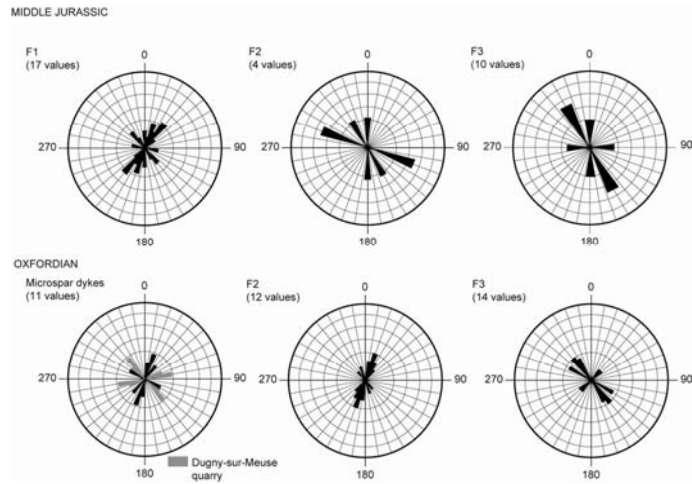 MIDDLE JURASSIC
F1
(17 values)
0
270
90
180
F2
(4 values)
0
270
90
180
F3
(10 values)
0
270
90
180
OXFORDIAN
Microspar dykes
(11 values)
0
270
90
180
Dugny-sur-Meuse
quarry
F2
(12 values)
0
270
90
180
F3
(14 values)
0
270
90
180